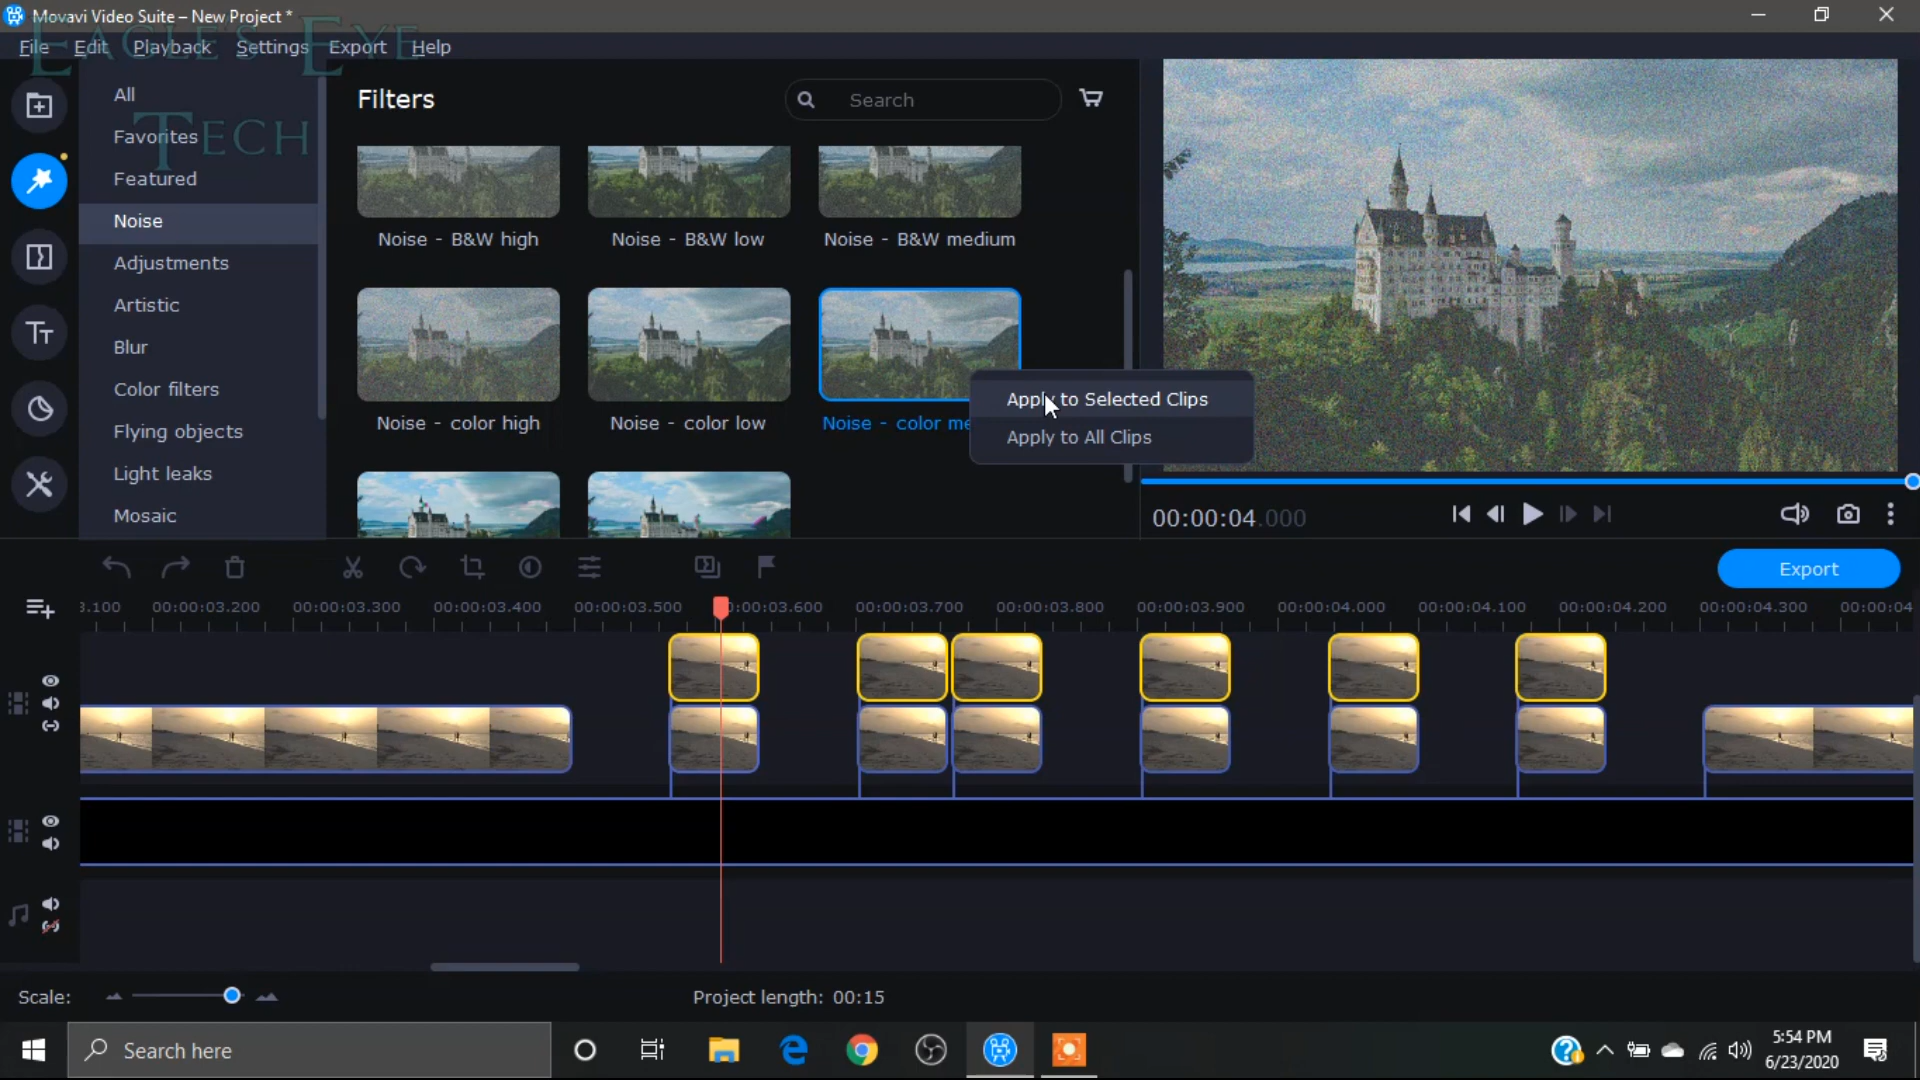 Movavi Video Suite – New Project *
EAGLE'S EYE
TECH
File Edit Playback Settings Export Help
All
Favorites
Featured
Noise
Adjustments
Artistic
Blur
Color filters
Flying objects
Light leaks
Mosaic
Filters
Search
Noise - B&W high
Noise - B&W low
Noise - B&W medium
Noise - color high
Noise - color low
Noise - color me
Apply to Selected Clips
Apply to All Clips
00:00:04.000
Export
3.100 00:00:03.200 00:00:03.300 00:00:03.400 00:00:03.500 0:00:03.600 00:00:03.700 00:00:03.800 00:00:03.900 00:00:04.000 00:00:04.100 00:00:04.200 00:00:04.300 00:00:04
Scale:
Project length: 00:15
Search here
5:54 PM
6/23/2020